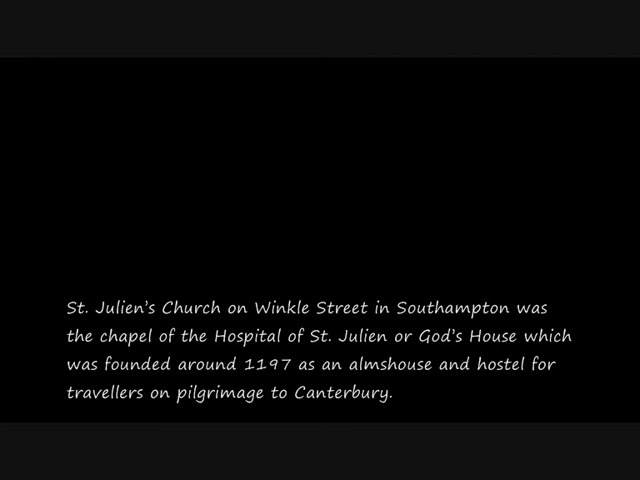 St. Julien's Church on Winkle Street in Southampton was
the chapel of the Hospital of St. Julien or God's House which
was founded around 1197 as an almshouse and hostel for
travellers on pilgrimage to Canterbury.